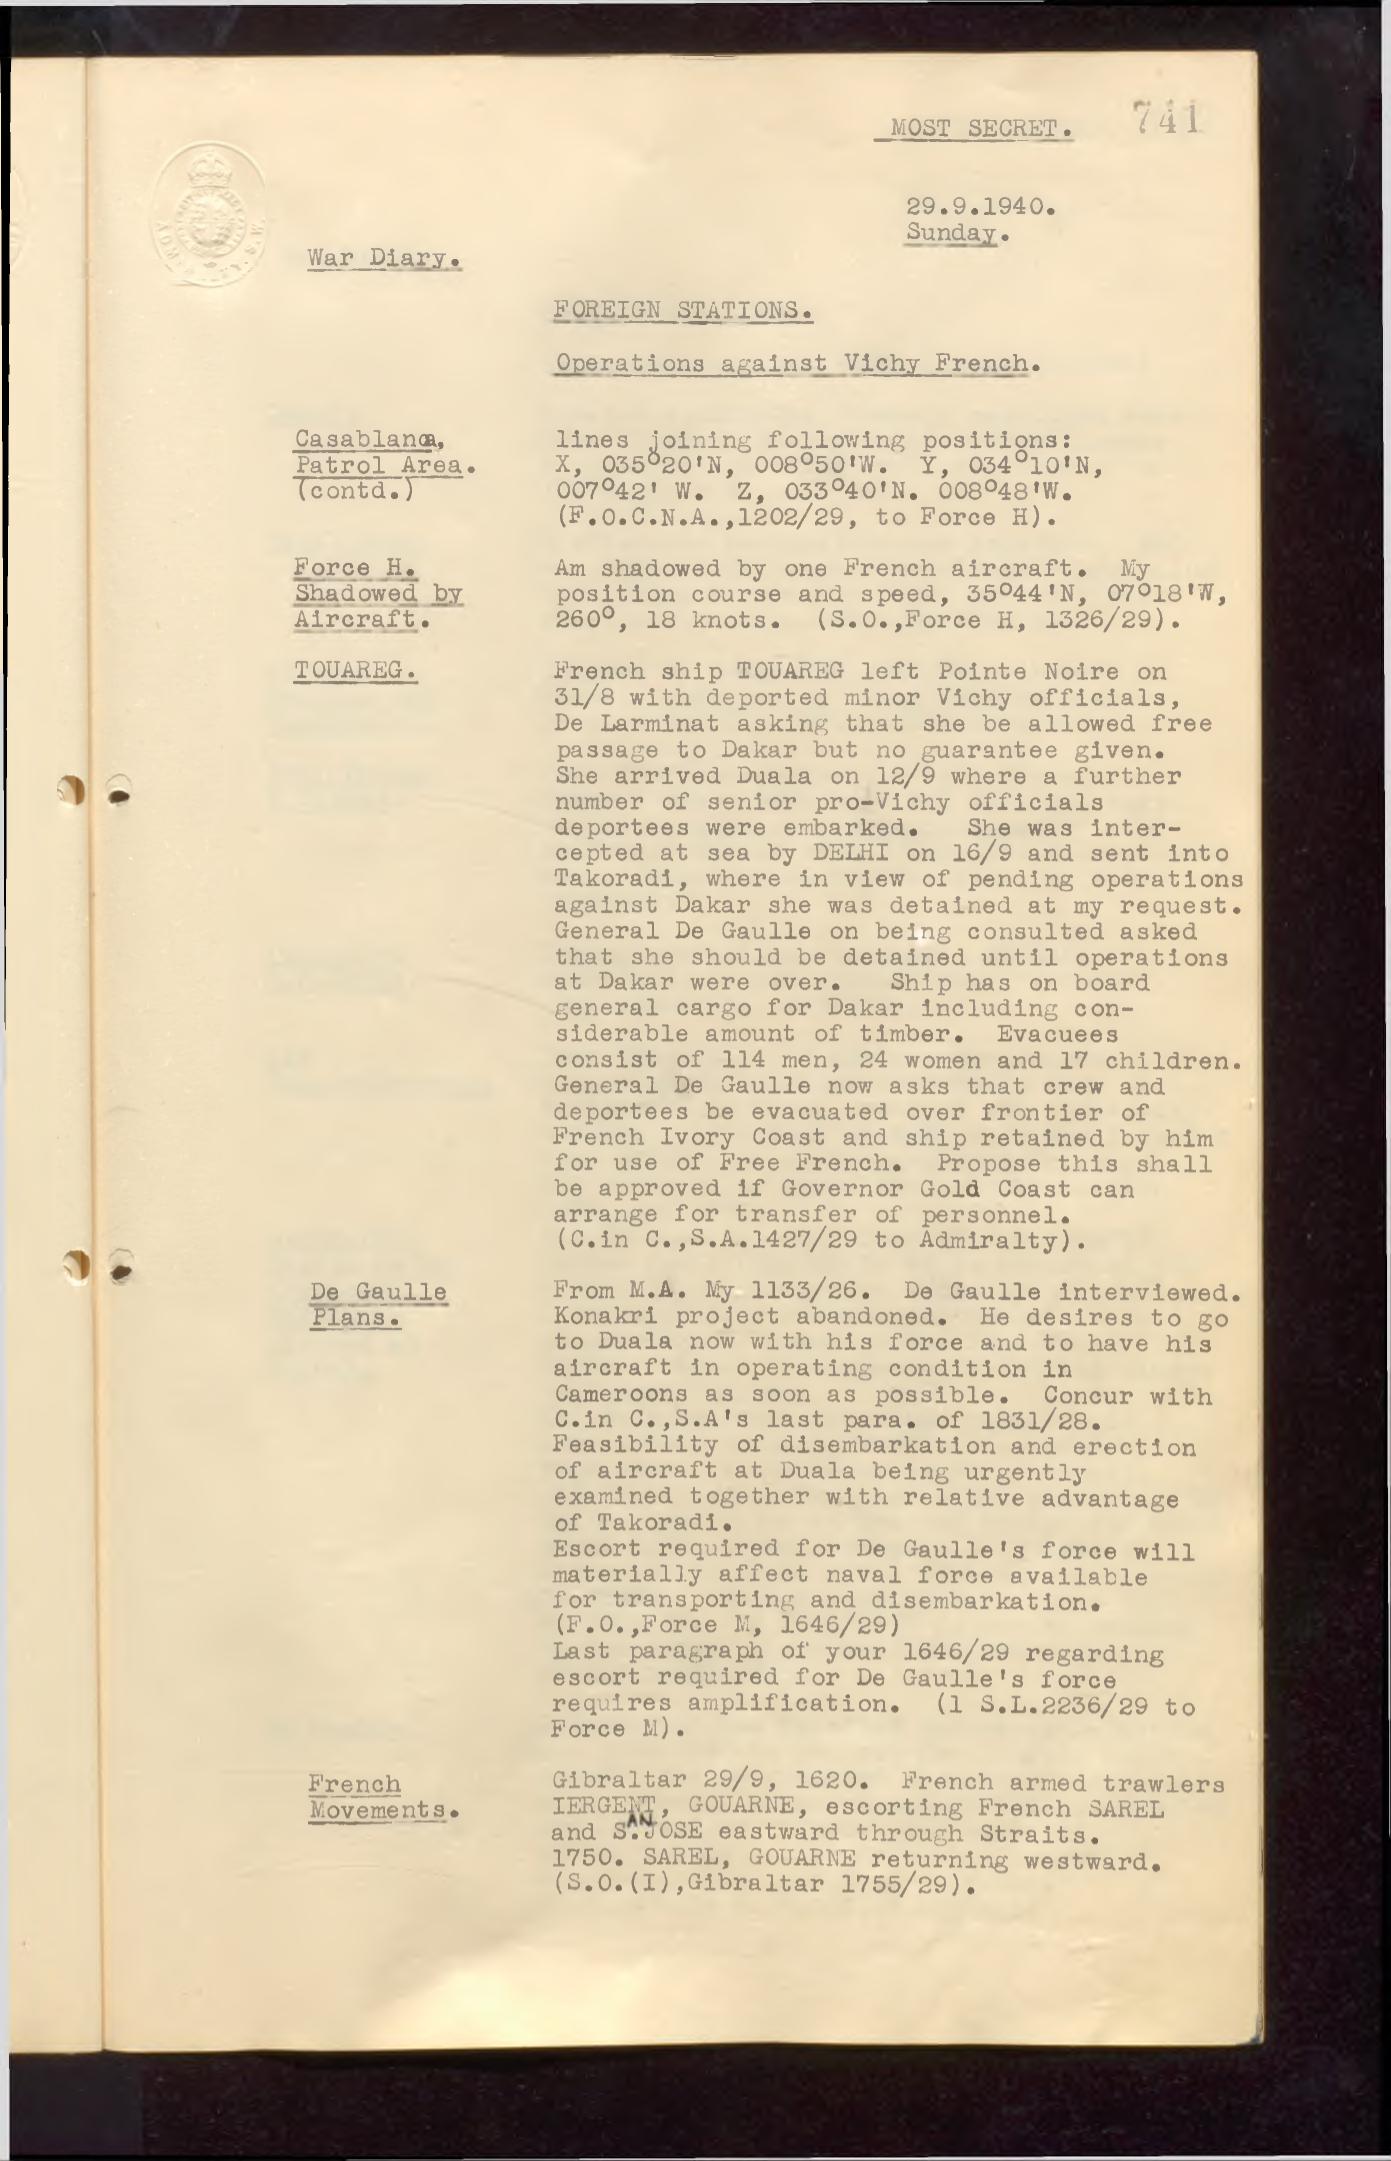 MOST SECRET. 741
29.9.1940.
Sunday.
War Diary.
FOREIGN STATIONS.
Operations against Vichy French.
Casablanca,
Patrol Area.
(contd.)
lines joining following positions:
X, 035°20'N, 008°50'W. Y, 034°10'N,
007°42' W. Z, 033°40'N. 008°48'W.
(F.O.C.N.A.,1202/29, to Force H).
Force H.
Shadowed by
Aircraft.
Am shadowed by one French aircraft. My
position course and speed, 35°44'N, 07°18'W,
260°, 18 knots. (S.O.,Force H, 1326/29).
TOUAREG.
French ship TOUAREG left Pointe Noire on
31/8 with deported minor Vichy officials,
De Larminat asking that she be allowed free
passage to Dakar but no guarantee given.
She arrived Duala on 12/9 where a further
number of senior pro-Vichy officials
deportees were embarked. She was inter-
cepted at sea by DELHI on 16/9 and sent into
Takoradi, where in view of pending operations
against Dakar she was detained at my request.
General De Gaulle on being consulted asked
that she should be detained until operations
at Dakar were over. Ship has on board
general cargo for Dakar including con-
siderable amount of timber. Evacuees
consist of 114 men, 24 women and 17 children.
General De Gaulle now asks that crew and
deportees be evacuated over frontier of
French Ivory Coast and ship retained by him
for use of Free French. Propose this shall
be approved if Governor Gold Coast can
arrange for transfer of personnel.
(C.in C.,S.A.1427/29 to Admiralty).
De Gaulle
Plans.
From M.A. My 1133/26. De Gaulle interviewed.
Konakri project abandoned. He desires to go
to Duala now with his force and to have his
aircraft in operating condition in
Cameroons as soon as possible. Concur with
C.in C.,S.A's last para. of 1831/28.
Feasibility of disembarkation and erection
of aircraft at Duala being urgently
examined together with relative advantage
of Takoradi.
Escort required for De Gaulle's force will
materially affect naval force available
for transporting and disembarkation.
(F.O.,Force M, 1646/29)
Last paragraph of your 1646/29 regarding
escort required for De Gaulle's force
requires amplification. (1 S.L.2236/29 to
Force M).
French
Movements.
Gibraltar 29/9, 1620. French armed trawlers
IERGENT, GOUARNE, escorting French SAREL
and SAN JOSE eastward through Straits.
1750. SAREL, GOUARNE returning westward.
(S.O.(I),Gibraltar 1755/29).